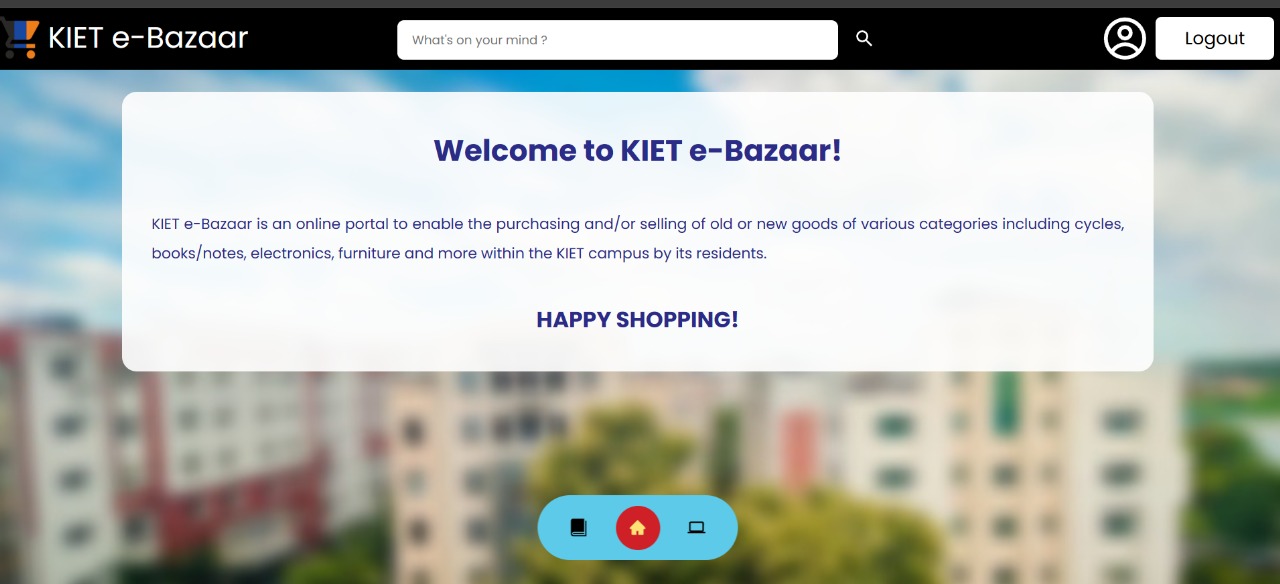 KIET e-Bazaar
What's on your mind ?
Logout
Welcome to KIET e-Bazaar!
KIET e-Bazaar is an online portal to enable the purchasing and/or selling of old or new goods of various categories including cycles,
books/notes, electronics, furniture and more within the KIET campus by its residents.
HAPPY SHOPPING!